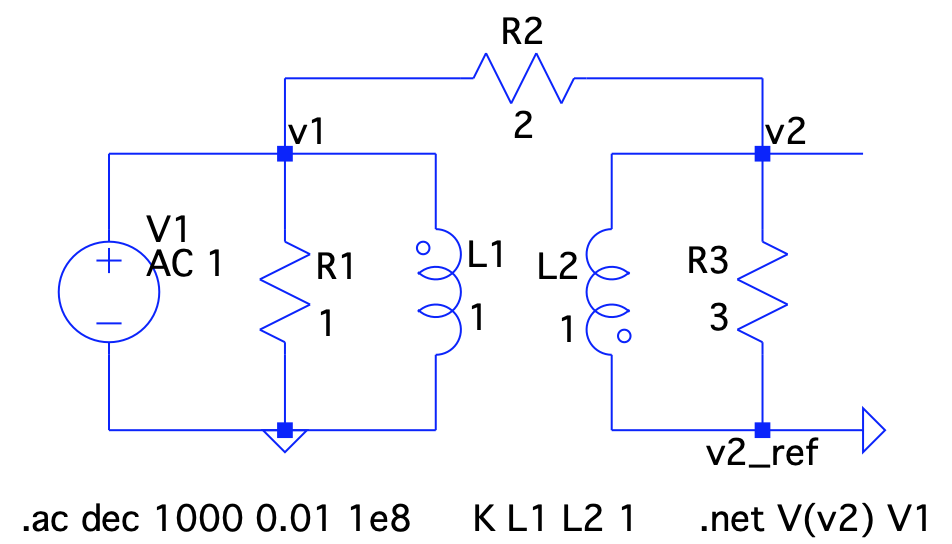 R2
2
v1
v2
V1
AC 1
R1
1
L1
1
L2
1
R3
3
v2_ref
.ac dec 1000 0.01 1e8 K L1 L2 1 .net V(v2) V1